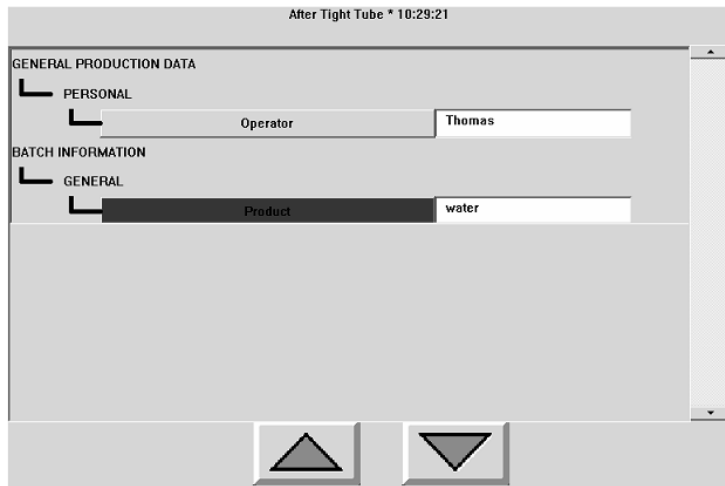 After Tight Tube * 10:29:21
GENERAL PRODUCTION DATA
PERSONAL
Operator Thomas
BATCH INFORMATION
GENERAL
Product water